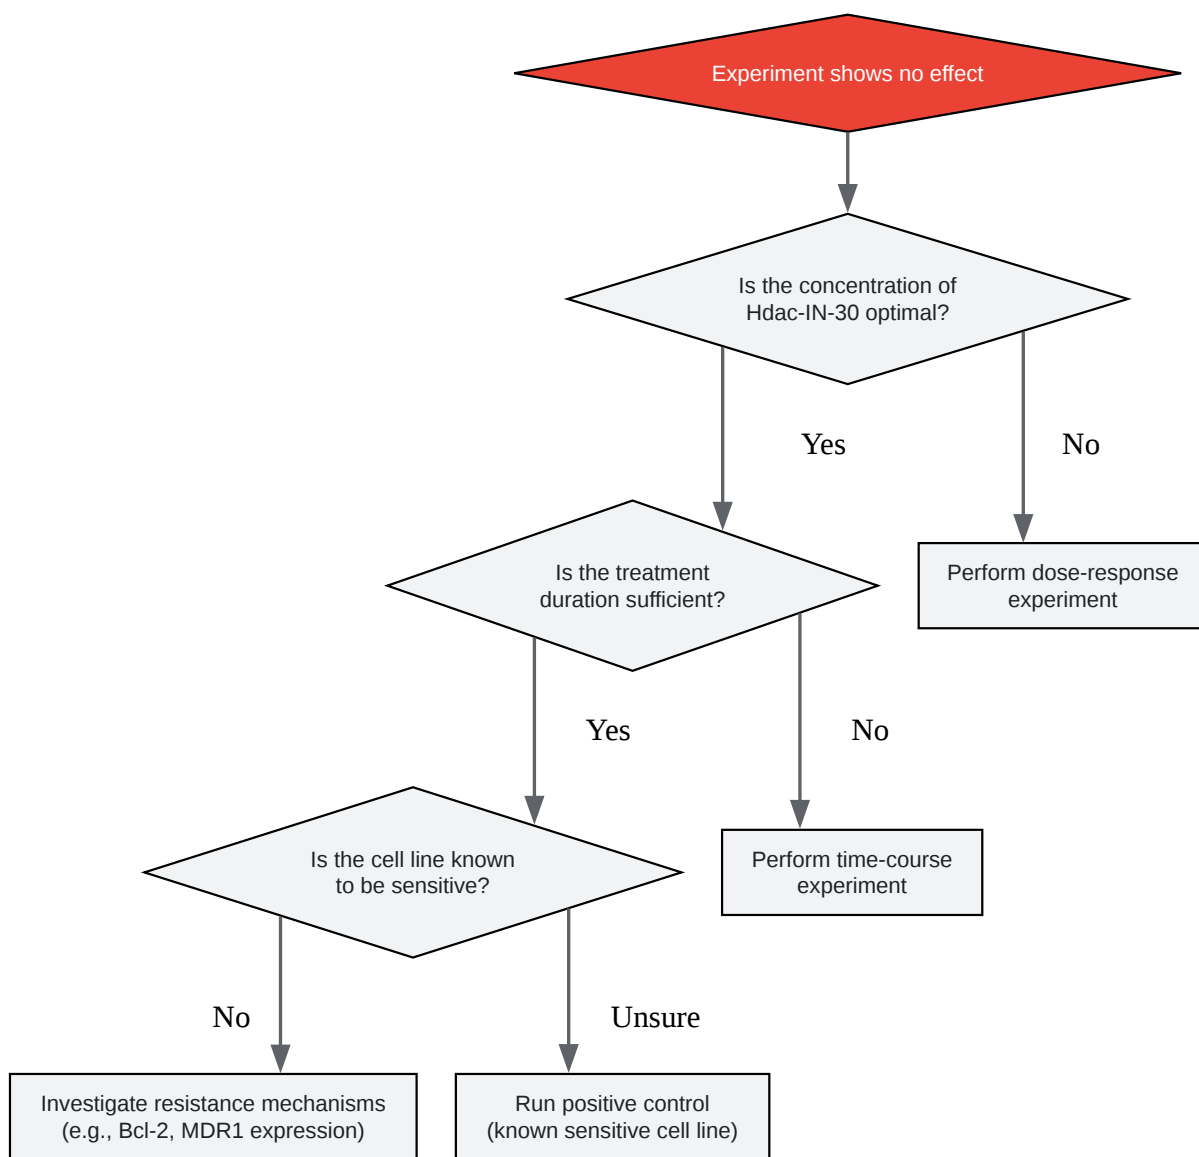 Experiment shows no effect
Is the concentration of
Hdac-IN-30 optimal?
Yes
No
Perform dose-response
experiment
Is the treatment
duration sufficient?
Yes
No
Perform time-course
experiment
Is the cell line known
to be sensitive?
No
Unsure
Investigate resistance mechanisms
(e.g., Bcl-2, MDR1 expression)
Run positive control
(known sensitive cell line)